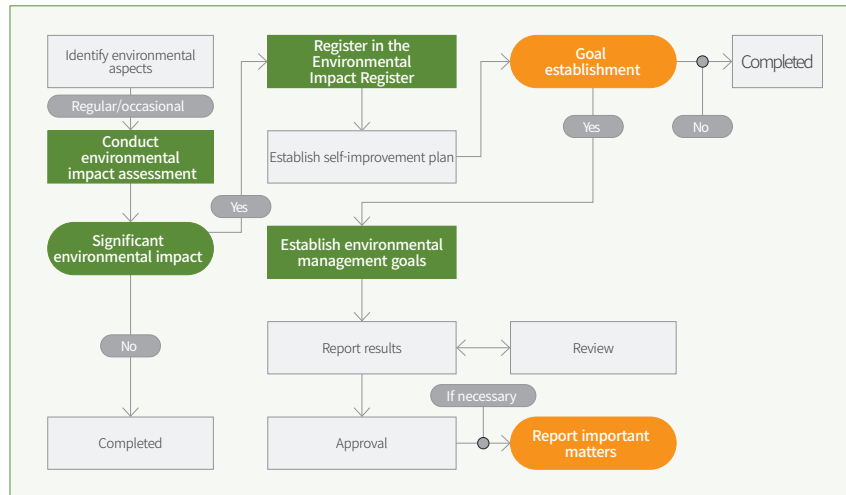 Identify environmental
aspects
Regular/occasional
Conduct
environmental
impact assessment
Significant
environmental impact
Yes
No
Completed
Register in the
Environmental
Impact Register
Establish self-improvement plan
Goal
establishment
No
Completed
Yes
Establish environmental
management goals
Report results
Review
Approval
If necessary
Report important
matters